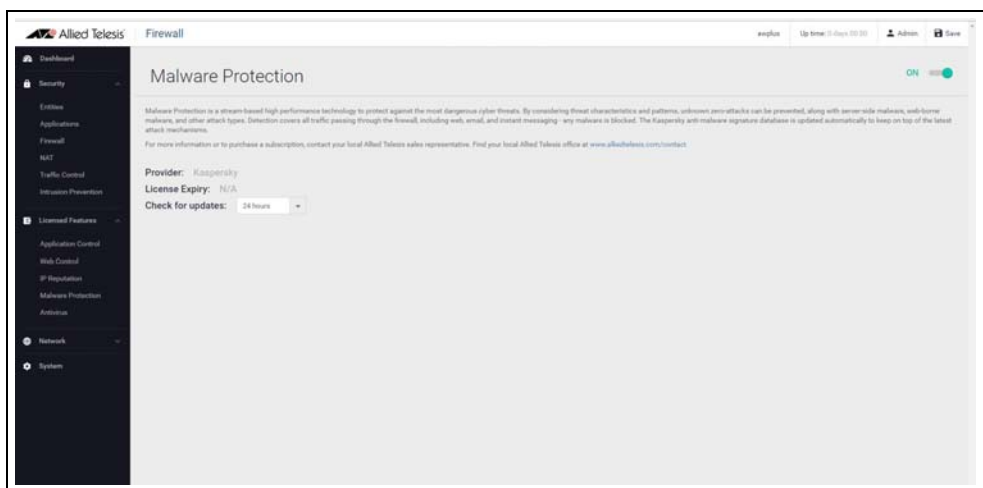 Allied Telesis
Firewall
awplus
Up time: 0 days 00:00
Admin
Save
Dashboard
Security
Entities
Applications
Firewall
NAT
Traffic Control
Intrusion Prevention
Licensed Features
Application Control
Web Control
IP Reputation
Malware Protection
Antivirus
Network
System
Malware Protection
ON
Malware Protection is a stream-based high performance technology to protect against the most dangerous cyber threats. By considering threat characteristics and patterns, unknown zero-attacks can be prevented, along with server-side malware, web-borne
malware, and other attack types. Detection covers all traffic passing through the firewall, including web, email, and instant messaging - any malware is blocked. The Kaspersky anti-malware signature database is updated automatically to keep on top of the latest
attack mechanisms.
For more information or to purchase a subscription, contact your local Allied Telesis sales representative. Find your local Allied Telesis office at www.alliedtelesis.com/contact
Provider: Kaspersky
License Expiry: N/A
Check for updates: 24 hours